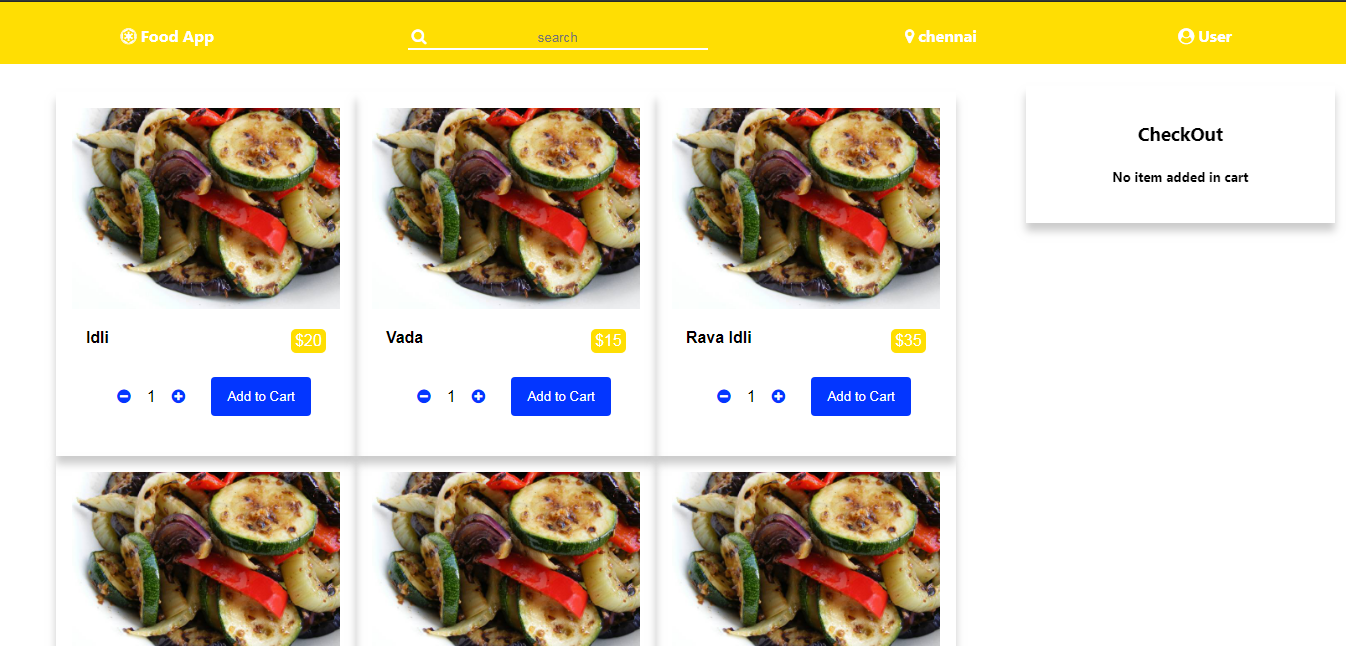 Food App
search
chennai
User
CheckOut
No item added in cart
Idli
$20
Vada
$15
Rava Idli
$35
1
Add to Cart
1
Add to Cart
1
Add to Cart